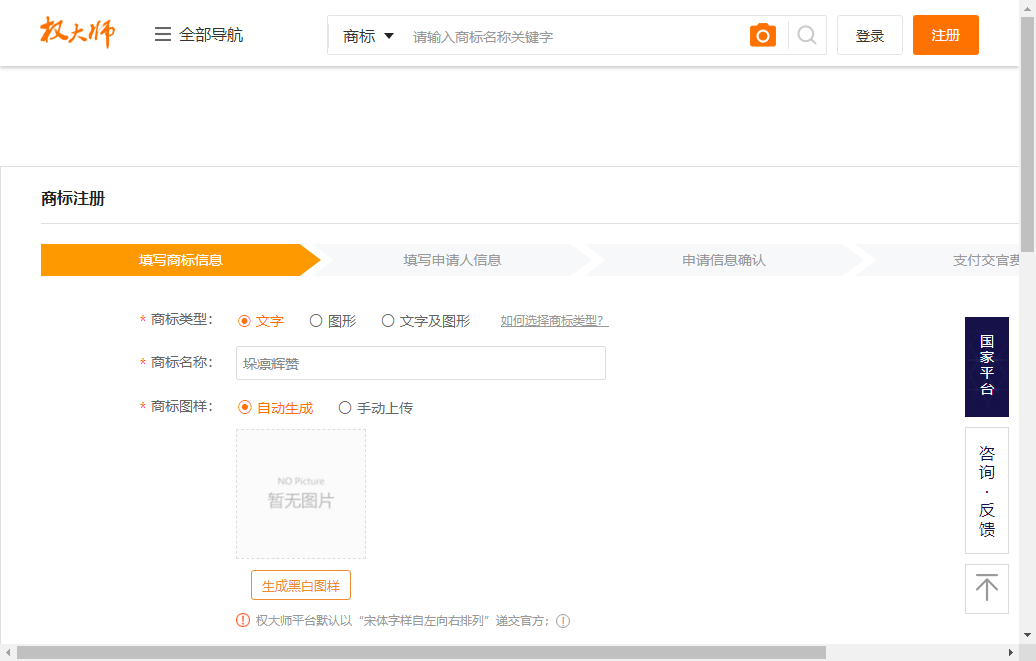 权大师
全部导航
商标
请输入商标名称关键字
登录
注册
商标注册
填写商标信息
填写申请人信息
申请信息确认
支付交官费
* 商标类型：
文字
图形
文字及图形
如何选择商标类型?
* 商标名称：
垛凛辉赞
* 商标图样：
自动生成
手动上传
NO Picture
暂无图片
生成黑白图样
权大师平台默认以“宋体字样自左向右排列”递交官方;
国家平台
咨询·反馈